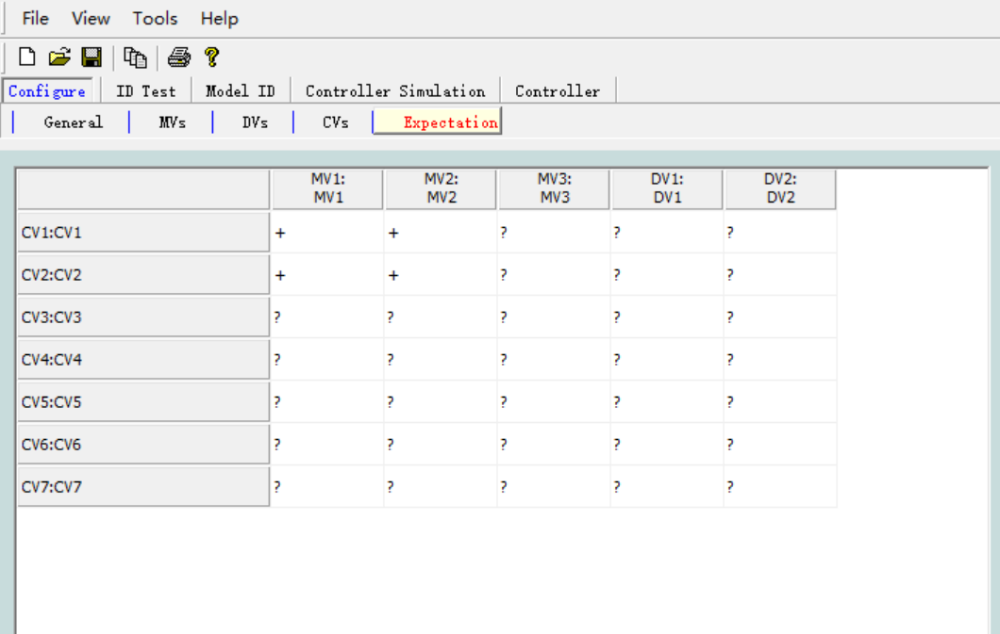 File View Tools Help
Configure ID Test Model ID Controller Simulation Controller
General MVs DVs CVs Expectation
MV1: MV2: MV3: DV1: DV2:
MV1 MV2 MV3 DV1 DV2
CV1:CV1 + + ? ? ?
CV2:CV2 + + ? ? ?
CV3:CV3 ? ? ? ? ?
CV4:CV4 ? ? ? ? ?
CV5:CV5 ? ? ? ? ?
CV6:CV6 ? ? ? ? ?
CV7:CV7 ? ? ? ? ?